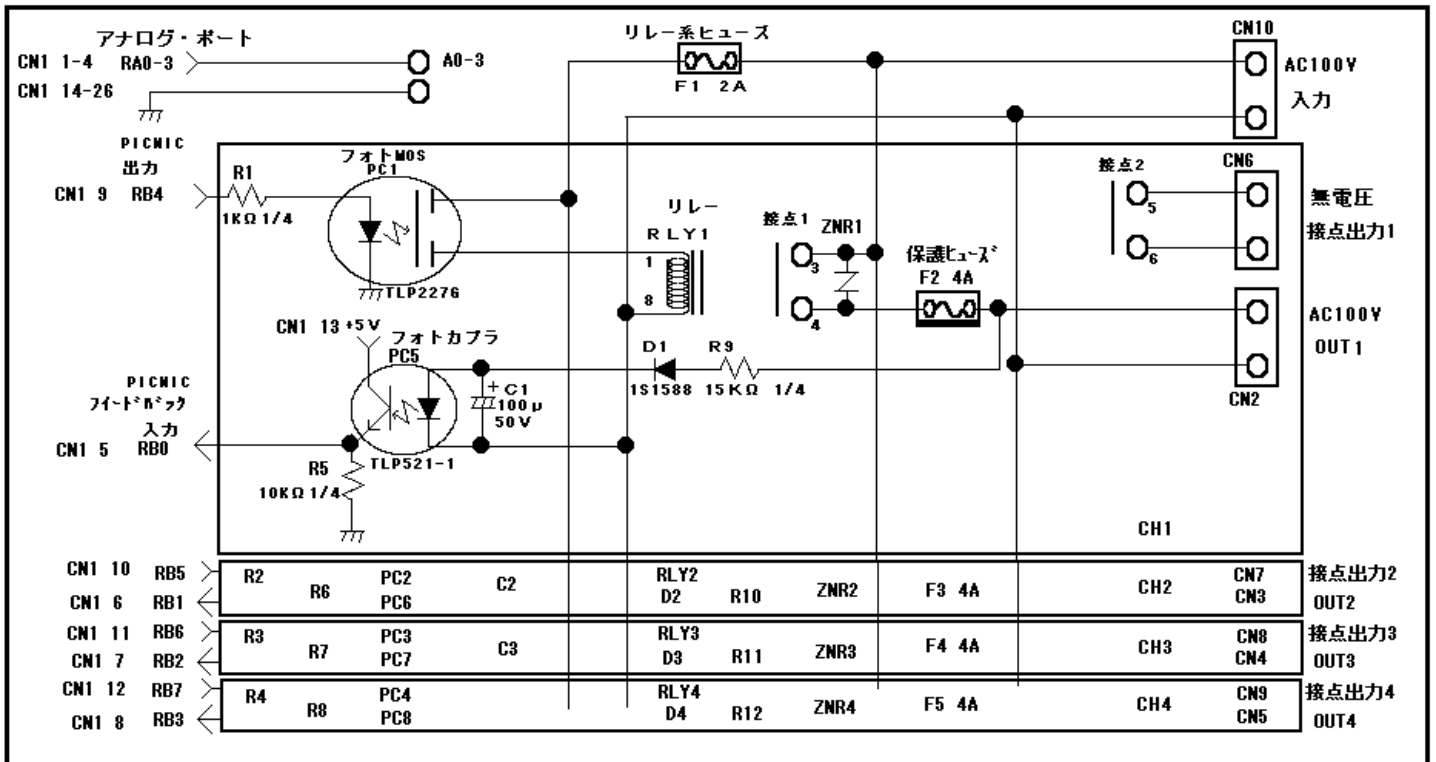 アナログ・ポート
CN1 1-4 RA0-3
A0-3
CN1 14-26
リレー系ヒューズ
F1 2A
CN10
AC100V
入力
PICNIC
出力
CN1 9 RB4
R1
1KΩ 1/4
フォトMOS
PC1
TLP227G
リレー
RLY1
1
8
接点1
3
4
ZNR1
保護ﾋｭｰｽﾞ
F2 4A
接点2
5
6
CN6
無電圧
接点出力1
AC100V
OUT1
CN2
CN1 13 +5V
フォトカプラ
PC5
TLP521-1
+
C1
100μ
50V
D1
1S1588
R9
15KΩ 1/4
PICNIC
ﾌｨｰﾄﾞﾊﾞｯｸ
入力
CN1 5 RB0
R5
10KΩ 1/4
CH1
CN1 10 RB5
CN1 6 RB1
R2 R6 PC2 PC6 C2 RLY2 D2 R10 ZNR2 F3 4A CH2 CN7 CN3
接点出力2
OUT2
CN1 11 RB6
CN1 7 RB2
R3 R7 PC3 PC7 C3 RLY3 D3 R11 ZNR3 F4 4A CH3 CN8 CN4
接点出力3
OUT3
CN1 12 RB7
CN1 8 RB3
R4 R8 PC4 PC8 RLY4 D4 R12 ZNR4 F5 4A CH4 CN9 CN5
接点出力4
OUT4